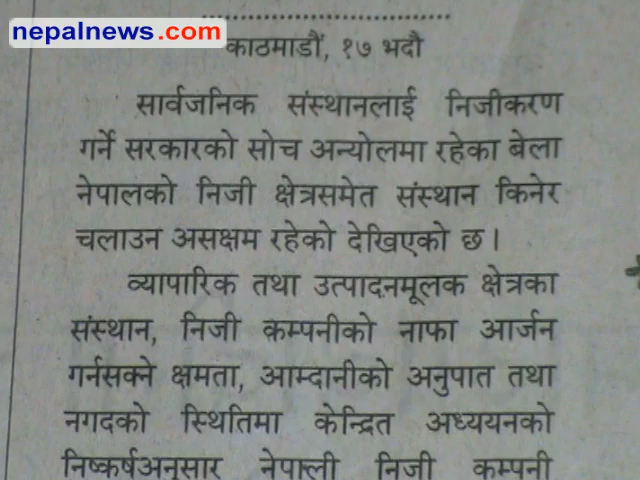 nepalnews.com
काठमाडौं, १७ भदौ
सार्वजनिक संस्थानलाई निजीकरण
गर्ने सरकारको सोच अन्योलमा रहेका बेला
नेपालको निजी क्षेत्रसमेत संस्थान किनेर
चलाउन असक्षम रहेको देखिएको छ ।
व्यापारिक तथा उत्पादनमूलक क्षेत्रका
संस्थान, निजी कम्पनीको नाफा आर्जन
गर्नसक्ने क्षमता, आम्दानीको अनुपात तथा
नगदको स्थितिमा केन्द्रित अध्ययनको
निष्कर्षअनुसार नेपाली निजी कम्पनी